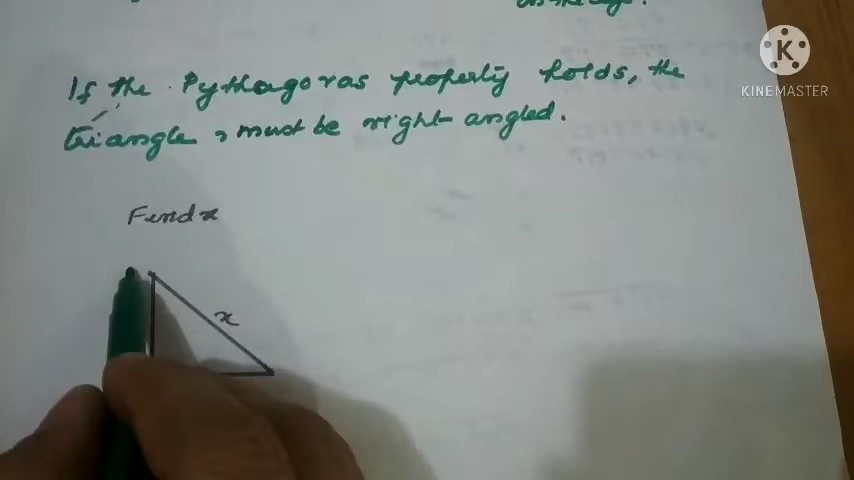 If the Pythagoras property holds, the
triangle, must be right angled.
Find x
x
K
KINEMASTER